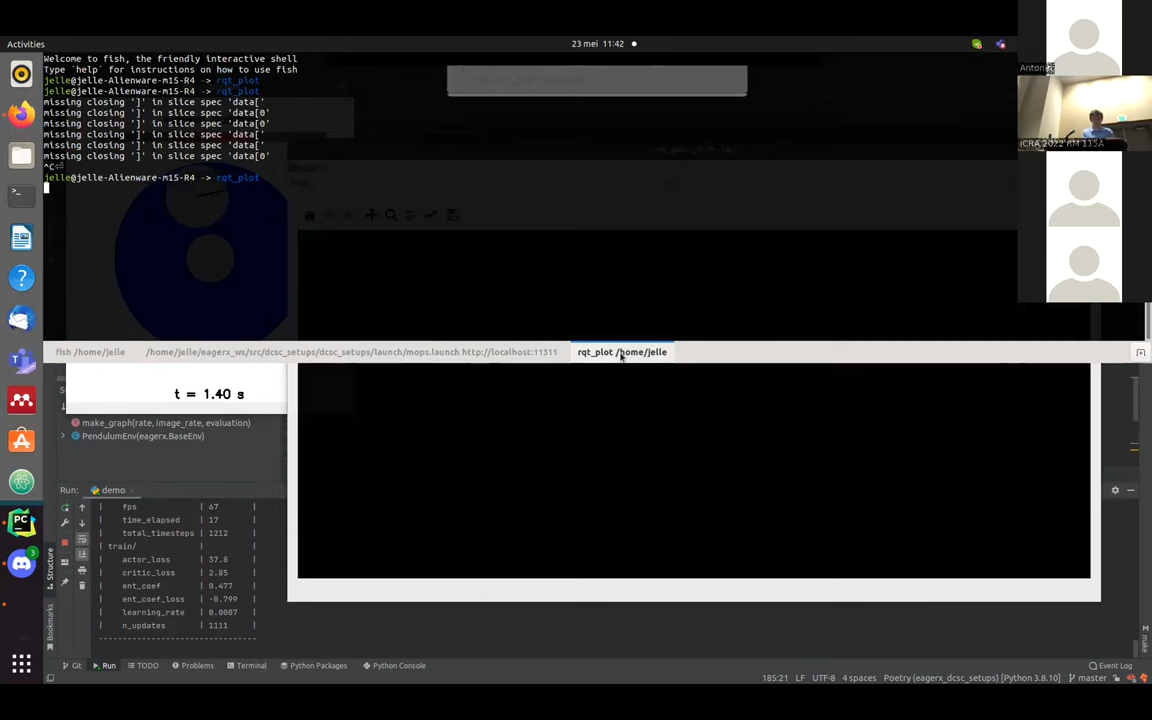 Activities
23 mei 11:42
Welcome to fish, the friendly interactive shell
Type `help` for instructions on how to use fish
jelle@jelle-Alienware-m15-R4 ~> rqt_plot
jelle@jelle-Alienware-m15-R4 ~> rqt_plot
missing closing ']' in slice spec 'data['
missing closing ']' in slice spec 'data[0'
missing closing ']' in slice spec 'data[0'
missing closing ']' in slice spec 'data['
missing closing ']' in slice spec 'data['
missing closing ']' in slice spec 'data[0'
^C⏎
jelle@jelle-Alienware-m15-R4 ~> rqt_plot
ICRA 2022 RM 115A
fish /home/jelle
/home/jelle/eagerx_ws/src/dcsc_setups/dcsc_setups/launch/mops.launch http://localhost:11311
rqt_plot /home/jelle
t = 1.40 s
make_graph(rate, image_rate, evaluation)
PendulumEnv(eagerx.BaseEnv)
Run: demo
| fps | 67 |
| time_elapsed | 17 |
| total_timesteps | 1212 |
| train/ | |
| actor_loss | 37.8 |
| critic_loss | 2.85 |
| ent_coef | 0.477 |
| ent_coef_loss | -0.799 |
| learning_rate | 0.0007 |
| n_updates | 1111 |
---------------------------------
Structure
Bookmarks
make
3
Git
Run
TODO
Problems
Terminal
Python Packages
Python Console
Event Log
185:21
LF
UTF-8
4 spaces
Poetry (eagerx_dcsc_setups) [Python 3.8.10]
master